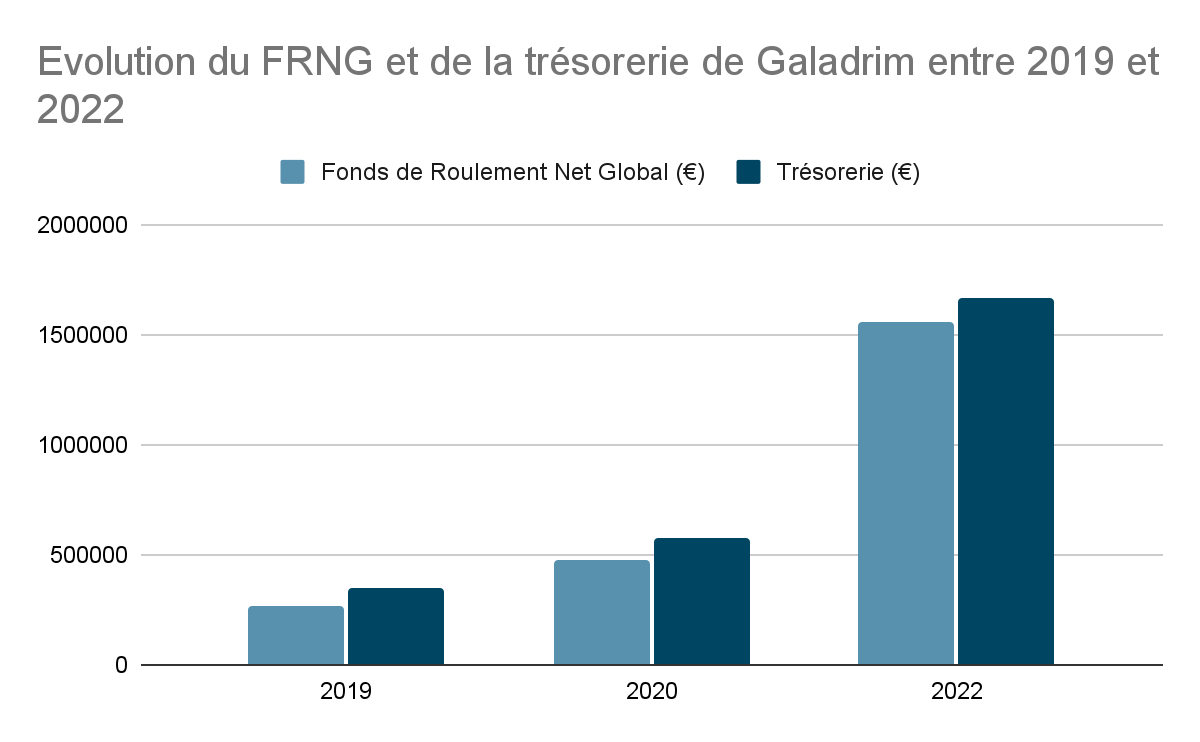 Evolution du FRNG et de la trésorerie de Galadrim entre 2019 et
2022
Fonds de Roulement Net Global (€) Trésorerie (€)
2000000
1500000
1000000
500000
0
2019 2020 2022